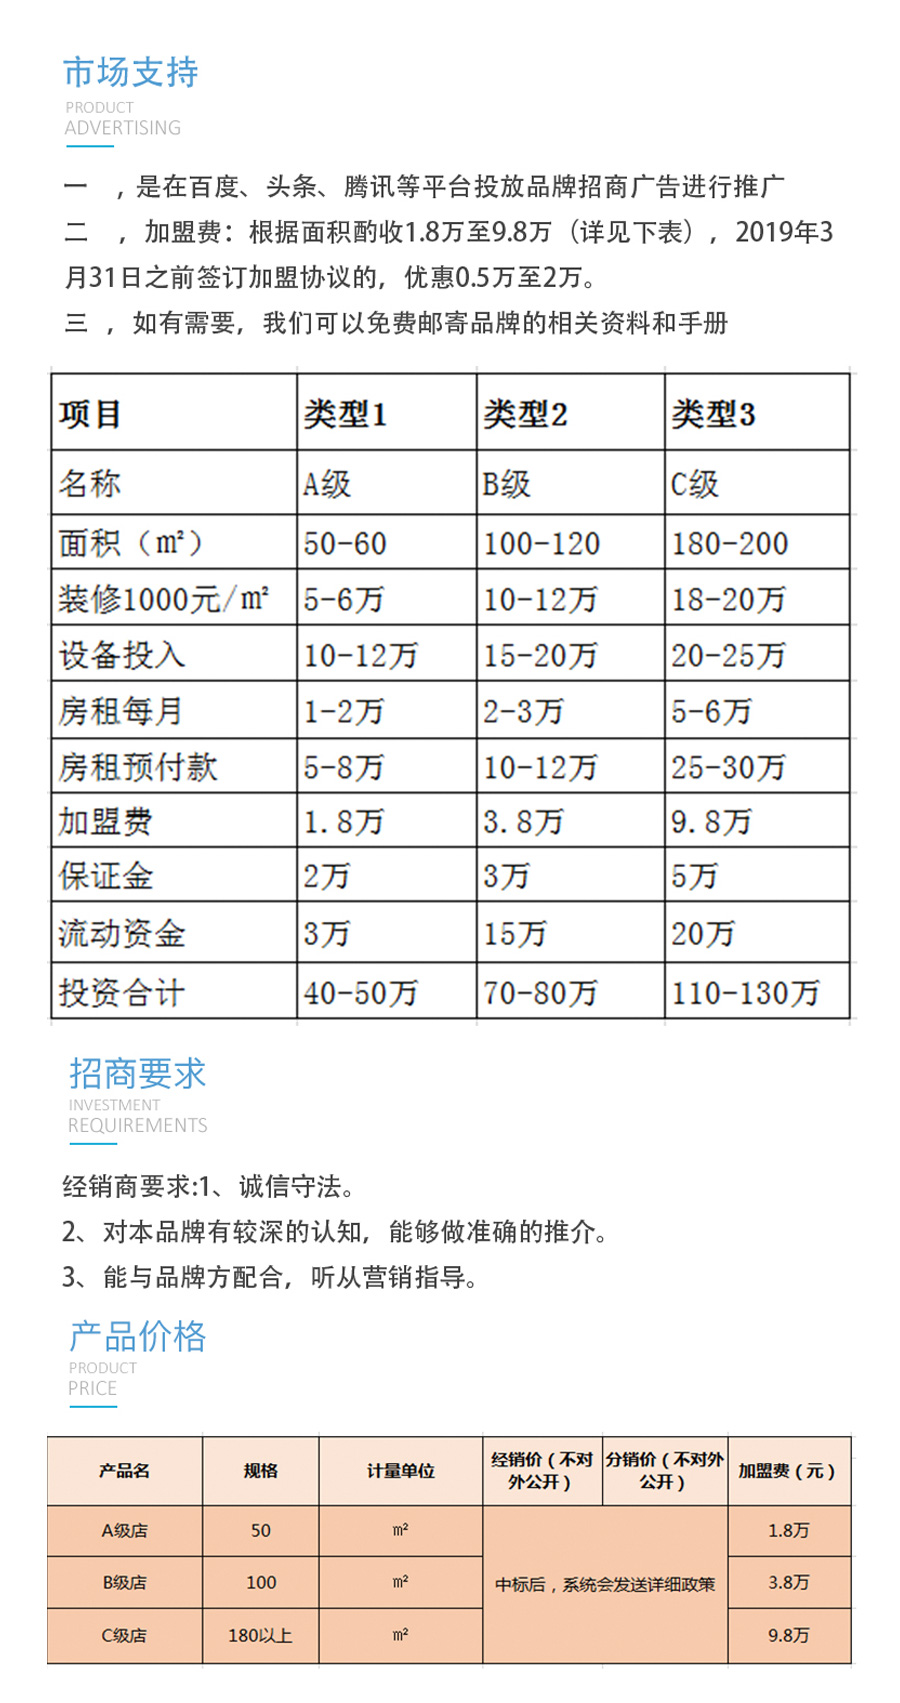 市场支持
PRODUCT
ADVERTISING
一 , 是在百度、头条、腾讯等平台投放品牌招商广告进行推广
二 , 加盟费：根据面积酌收1.8万至9.8万（详见下表），2019年3
月31日之前签订加盟协议的，优惠0.5万至2万。
三 , 如有需要，我们可以免费邮寄品牌的相关资料和手册
项目 类型1 类型2 类型3
名称 A级 B级 C级
面积（㎡） 50-60 100-120 180-200
装修1000元/㎡ 5-6万 10-12万 18-20万
设备投入 10-12万 15-20万 20-25万
房租每月 1-2万 2-3万 5-6万
房租预付款 5-8万 10-12万 25-30万
加盟费 1.8万 3.8万 9.8万
保证金 2万 3万 5万
流动资金 3万 15万 20万
投资合计 40-50万 70-80万 110-130万
招商要求
INVESTMENT
REQUIREMENTS
经销商要求:1、诚信守法。
2、对本品牌有较深的认知，能够做准确的推介。
3、能与品牌方配合，听从营销指导。
产品价格
PRODUCT
PRICE
产品名 规格 计量单位 经销价（不对外公开） 分销价（不对外公开） 加盟费（元）
A级店 50 ㎡ 1.8万
B级店 100 ㎡ 中标后，系统会发送详细政策 3.8万
C级店 180以上 ㎡ 9.8万